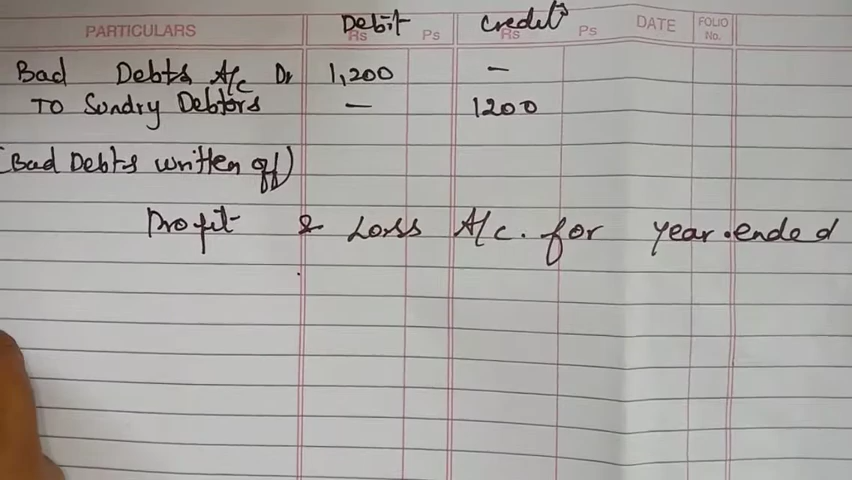 Debit Credit
PARTICULARS Rs Ps Rs Ps DATE FOLIO No.
Bad Debts A/c Dr 1,200 –
To Sundry Debtors – 1200
(Bad Debts written off)
Profit & Loss A/c. for year.ended